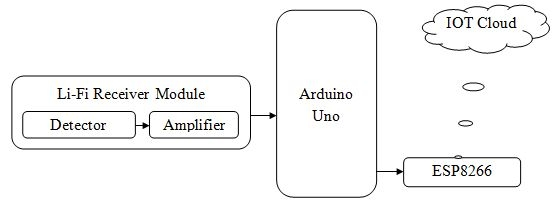 IOT Cloud
Li-Fi Receiver Module
Detector
Amplifier
Arduino
Uno
ESP8266